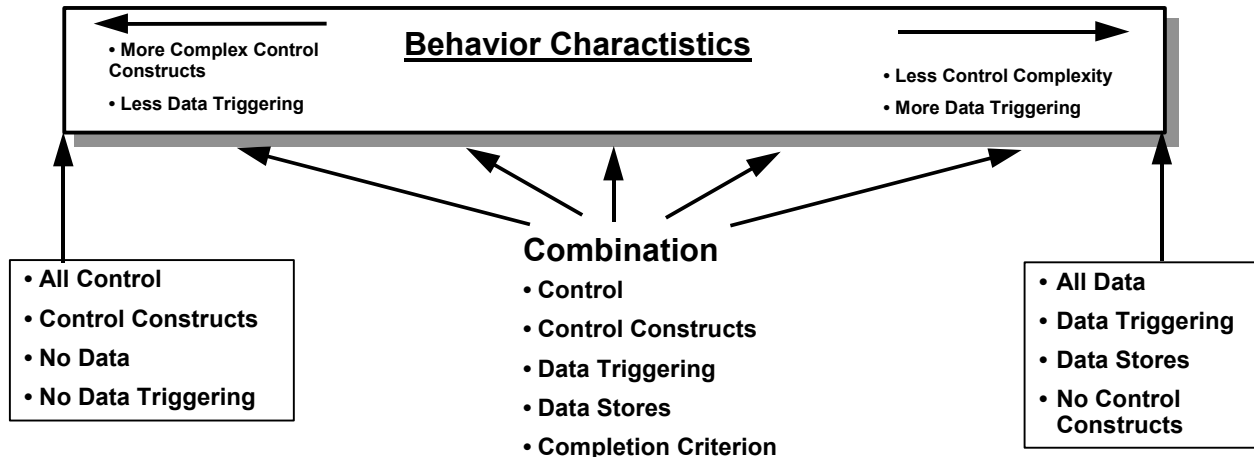 Behavior Charactistics
• More Complex Control
Constructs
• Less Data Triggering
• Less Control Complexity
• More Data Triggering
• All Control
• Control Constructs
• No Data
• No Data Triggering
Combination
• Control
• Control Constructs
• Data Triggering
• Data Stores
• Completion Criterion
• All Data
• Data Triggering
• Data Stores
• No Control
Constructs